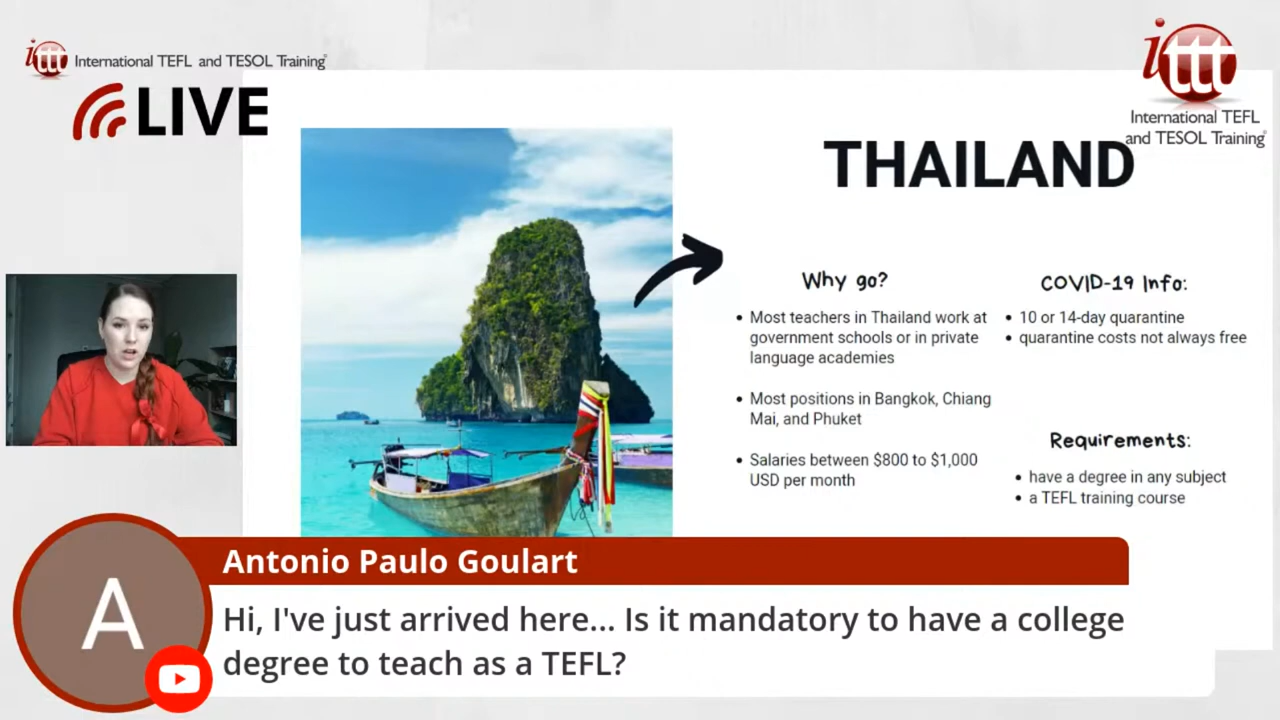 ittt International TEFL and TESOL Training
LIVE
ittt
International TEFL
and TESOL Training
THAILAND
Why go?
• Most teachers in Thailand work at
government schools or in private
language academies
• Most positions in Bangkok, Chiang
Mai, and Phuket
• Salaries between $800 to $1,000
USD per month
COVID-19 Info:
• 10 or 14-day quarantine
• quarantine costs not always free
Requirements:
• have a degree in any subject
• a TEFL training course
A
Antonio Paulo Goulart
Hi, I've just arrived here... Is it mandatory to have a college
degree to teach as a TEFL?